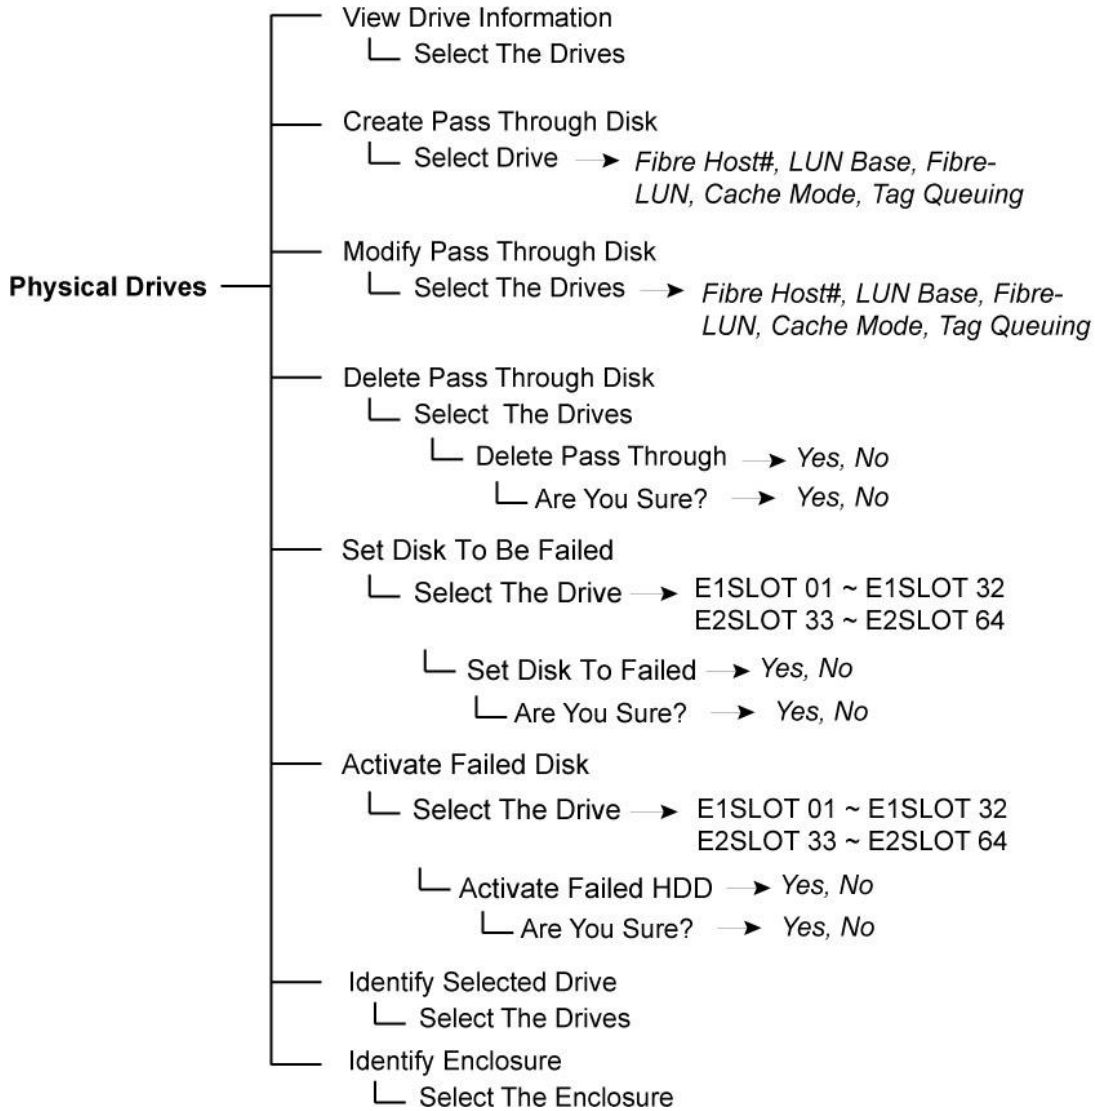 View Drive Information
Select The Drives
Create Pass Through Disk
Select Drive
Fibre Host#, LUN Base, Fibre-
LUN, Cache Mode, Tag Queuing
Modify Pass Through Disk
Physical Drives
Select The Drives
Fibre Host#, LUN Base, Fibre-
LUN, Cache Mode, Tag Queuing
Delete Pass Through Disk
Select The Drives
Delete Pass Through Yes, No
Are You Sure? Yes, No
Set Disk To Be Failed
Select The Drive E1SLOT 01 ~ E1SLOT 32
E2SLOT 33 ~ E2SLOT 64
Set Disk To Failed Yes, No
Are You Sure? Yes, No
Activate Failed Disk
Select The Drive E1SLOT 01 ~ E1SLOT 32
E2SLOT 33 ~ E2SLOT 64
Activate Failed HDD Yes, No
Are You Sure? Yes, No
Identify Selected Drive
Select The Drives
Identify Enclosure
Select The Enclosure